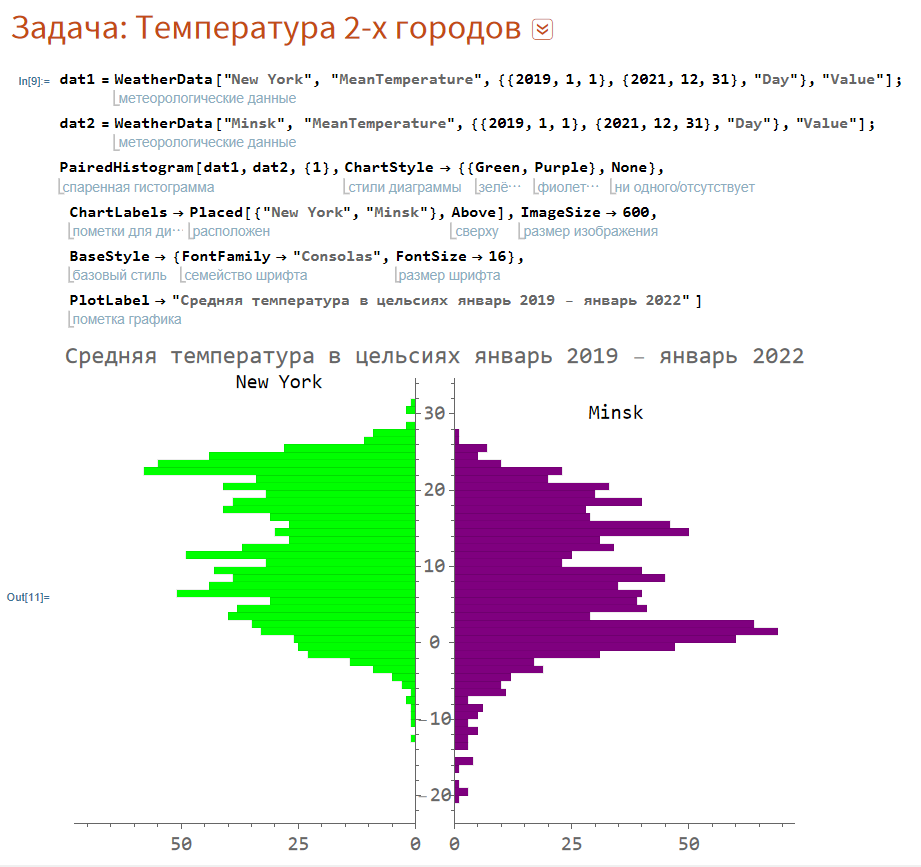 Задача: Температура 2-х городов
In[9]:= dat1 = WeatherData["New York", "MeanTemperature", {{2019, 1, 1}, {2021, 12, 31}, "Day"}, "Value"];
метеорологические данные
dat2 = WeatherData["Minsk", "MeanTemperature", {{2019, 1, 1}, {2021, 12, 31}, "Day"}, "Value"];
метеорологические данные
PairedHistogram[dat1, dat2, {1}, ChartStyle → {{Green, Purple}, None},
спаренная гистограмма стили диаграммы зелё⋯ фиолет⋯ ни одного/отсутствует
ChartLabels → Placed[{"New York", "Minsk"}, Above], ImageSize → 600,
пометки для ди⋯ расположен сверху размер изображения
BaseStyle → {FontFamily → "Consolas", FontSize → 16},
базовый стиль семейство шрифта размер шрифта
PlotLabel → "Средняя температура в цельсиях январь 2019 – январь 2022" ]
пометка графика
Средняя температура в цельсиях январь 2019 – январь 2022
New York
Minsk
30
20
10
Out[11]=
0
-10
-20
50 25 0 0 25 50